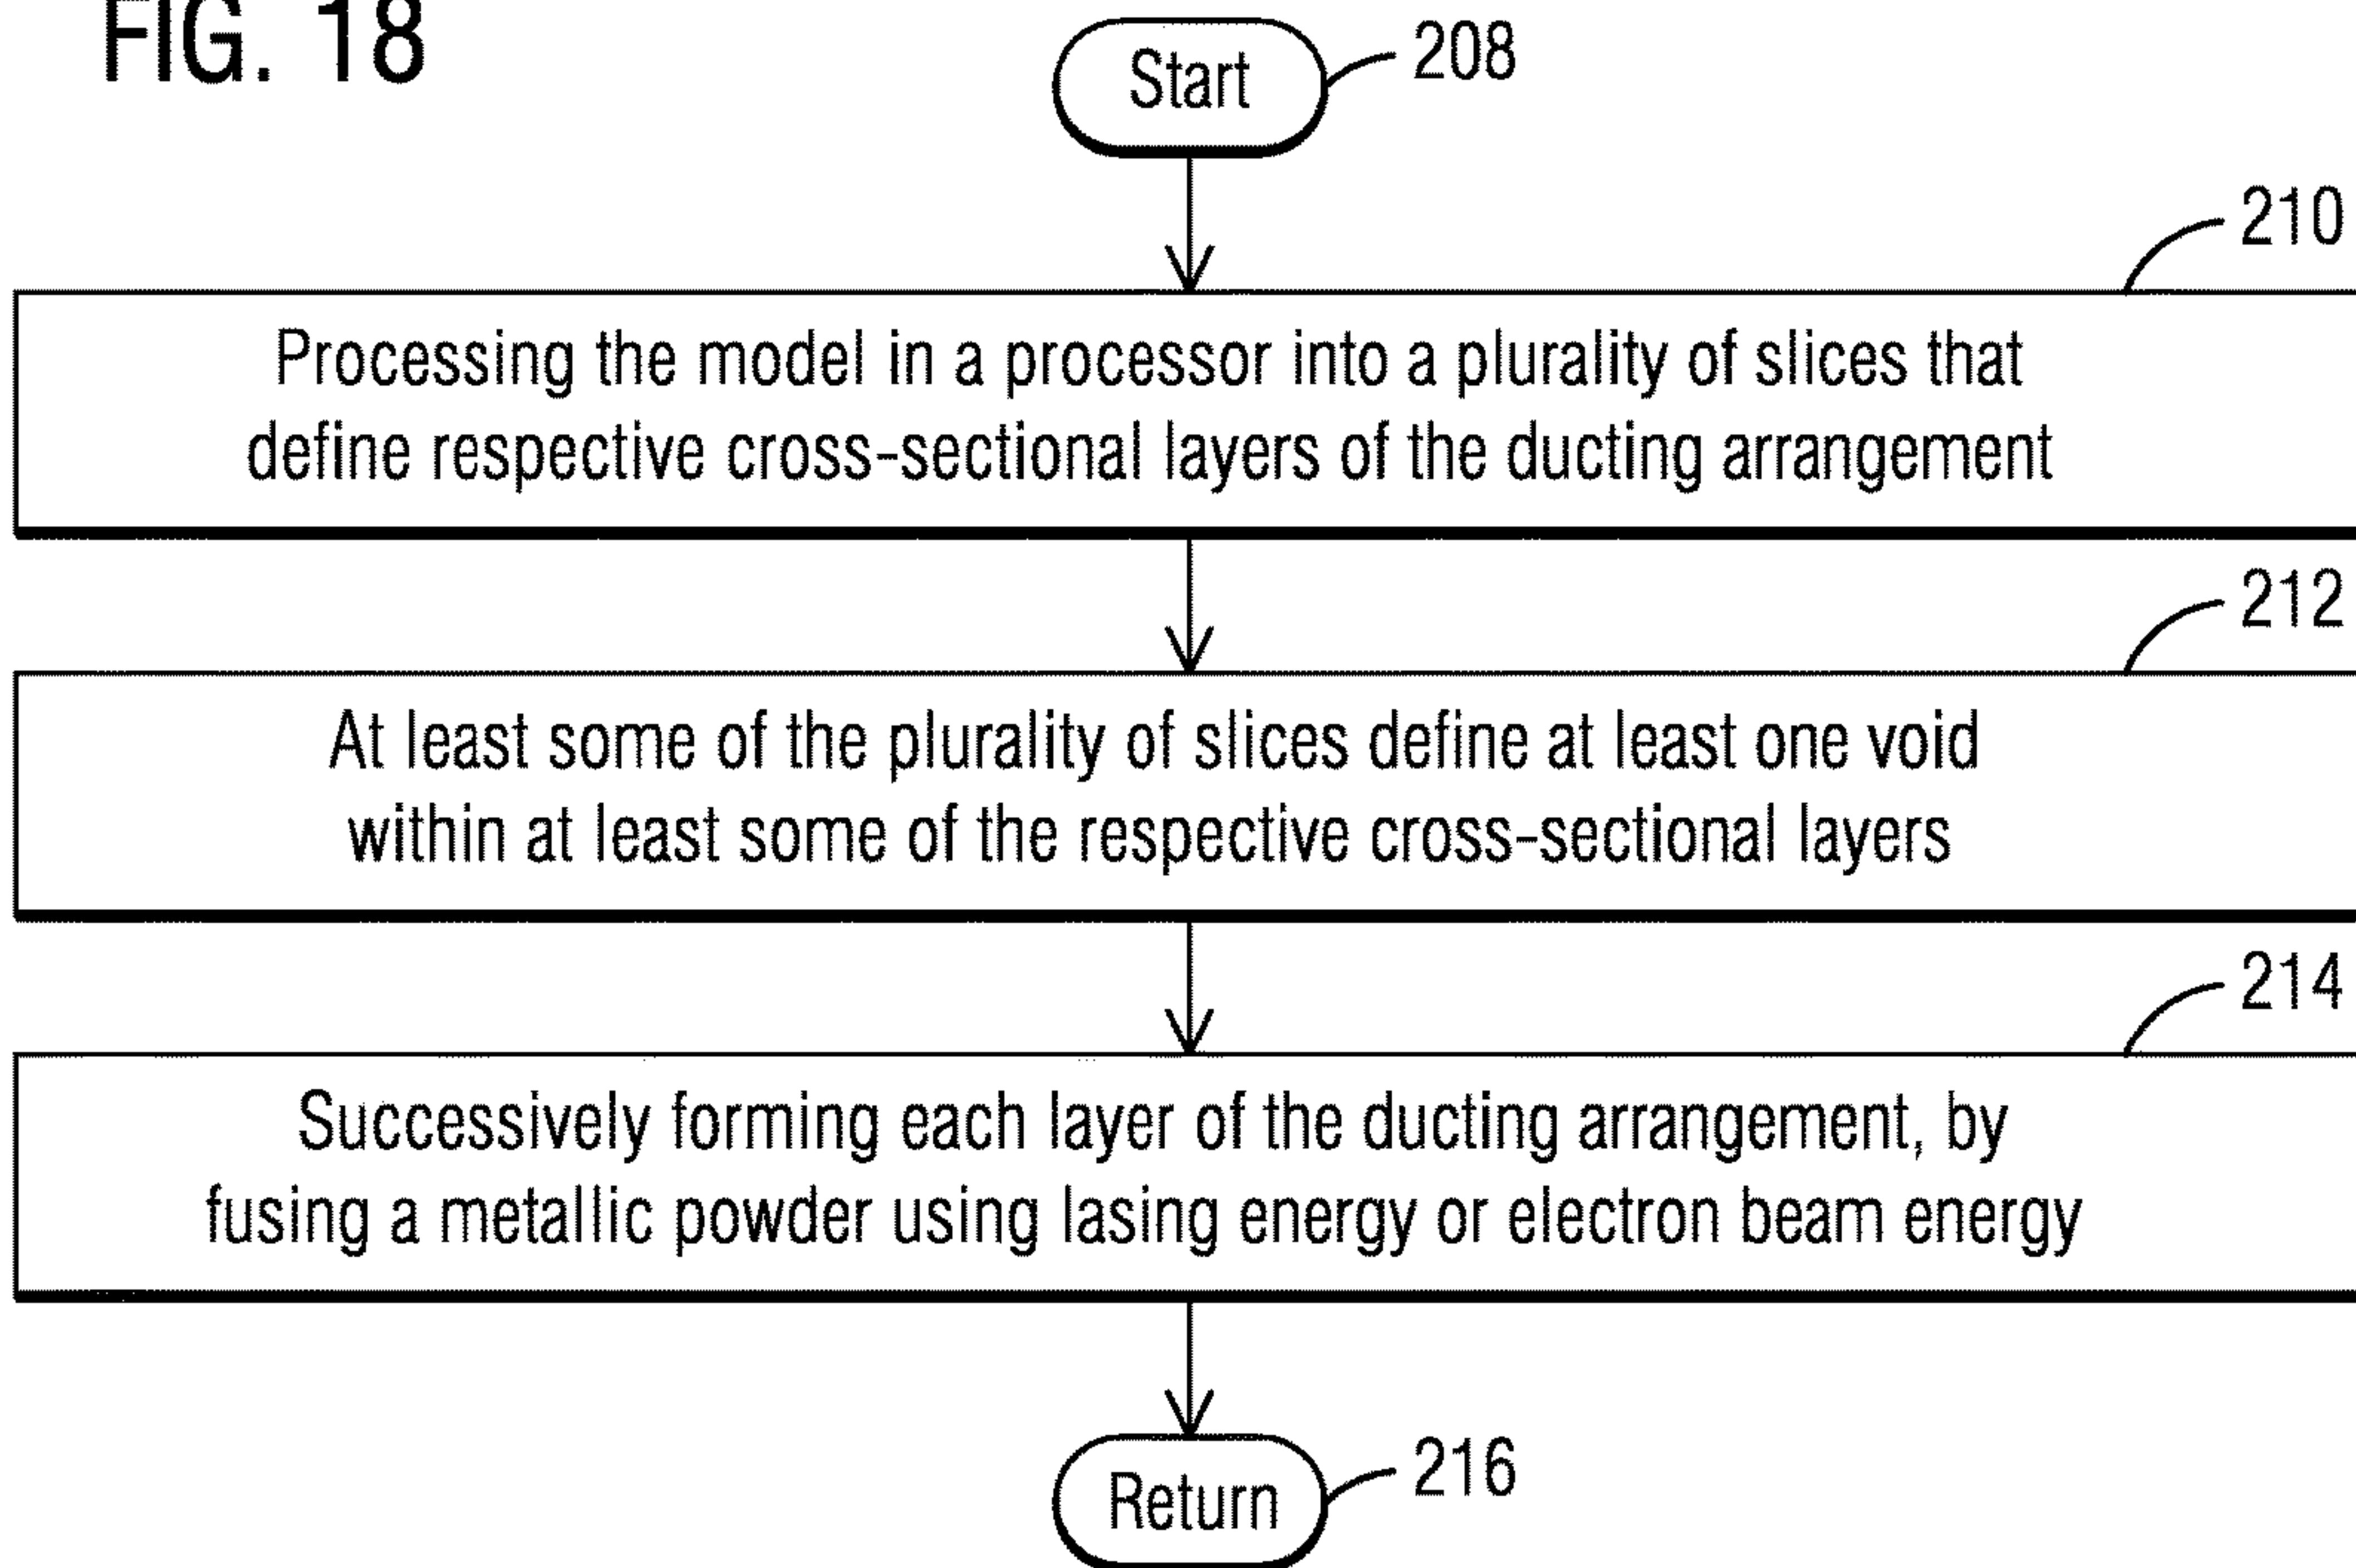 FIG. 18
Start
208
210
Processing the model in a processor into a plurality of slices that
define respective cross-sectional layers of the ducting arrangement
212
At least some of the plurality of slices define at least one void
within at least some of the respective cross-sectional layers
214
Successively forming each layer of the ducting arrangement, by
fusing a metallic powder using lasing energy or electron beam energy
Return
216